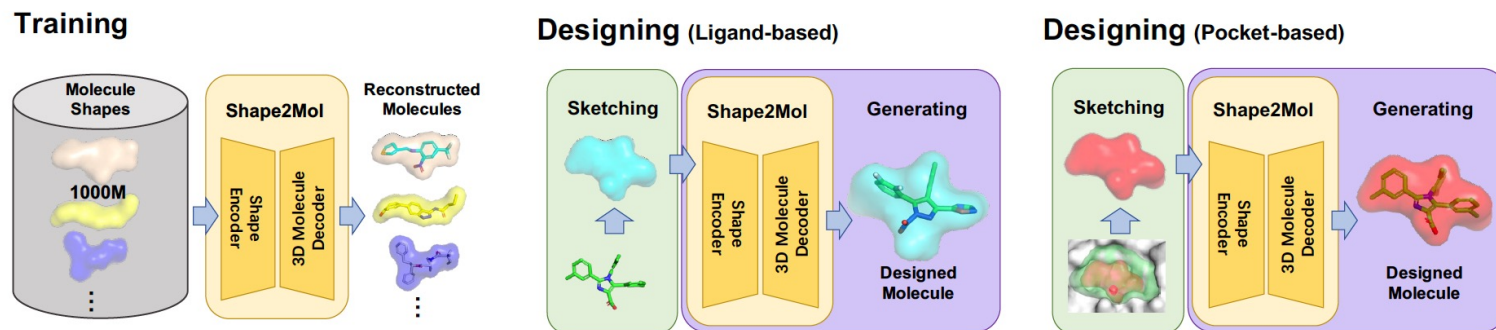 Training
Molecule
Shapes
1000M
⋮
Shape2Mol
Shape
Encoder
3D Molecule
Decoder
Reconstructed
Molecules
⋮
Designing (Ligand-based)
Sketching
Shape2Mol
Shape
Encoder
3D Molecule
Decoder
Generating
Designed
Molecule
Designing (Pocket-based)
Sketching
Shape2Mol
Shape
Encoder
3D Molecule
Decoder
Generating
Designed
Molecule